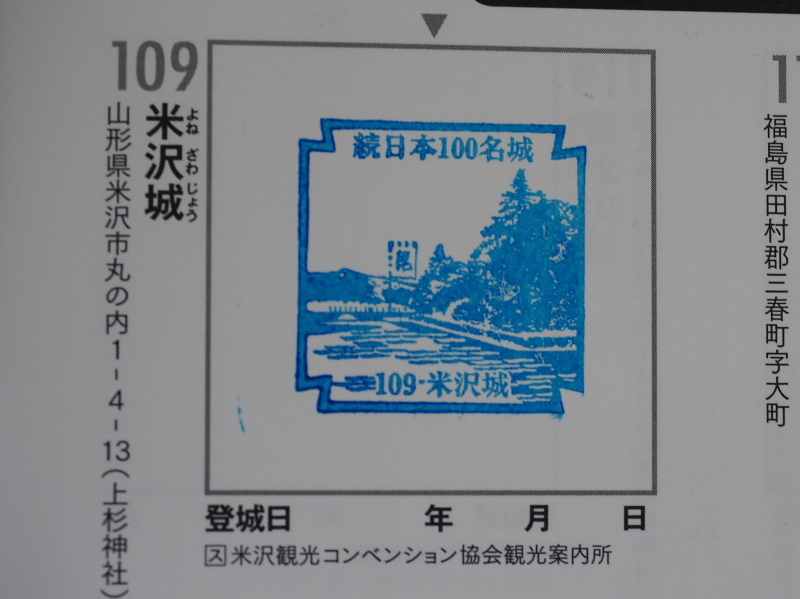 109
米沢城
よねざわじょう
山形県米沢市丸の内1-4-13(上杉神社)
続日本100名城
109・米沢城
登城日 年 月 日
ス 米沢観光コンベンション協会観光案内所
福島県田村郡三春町字大町